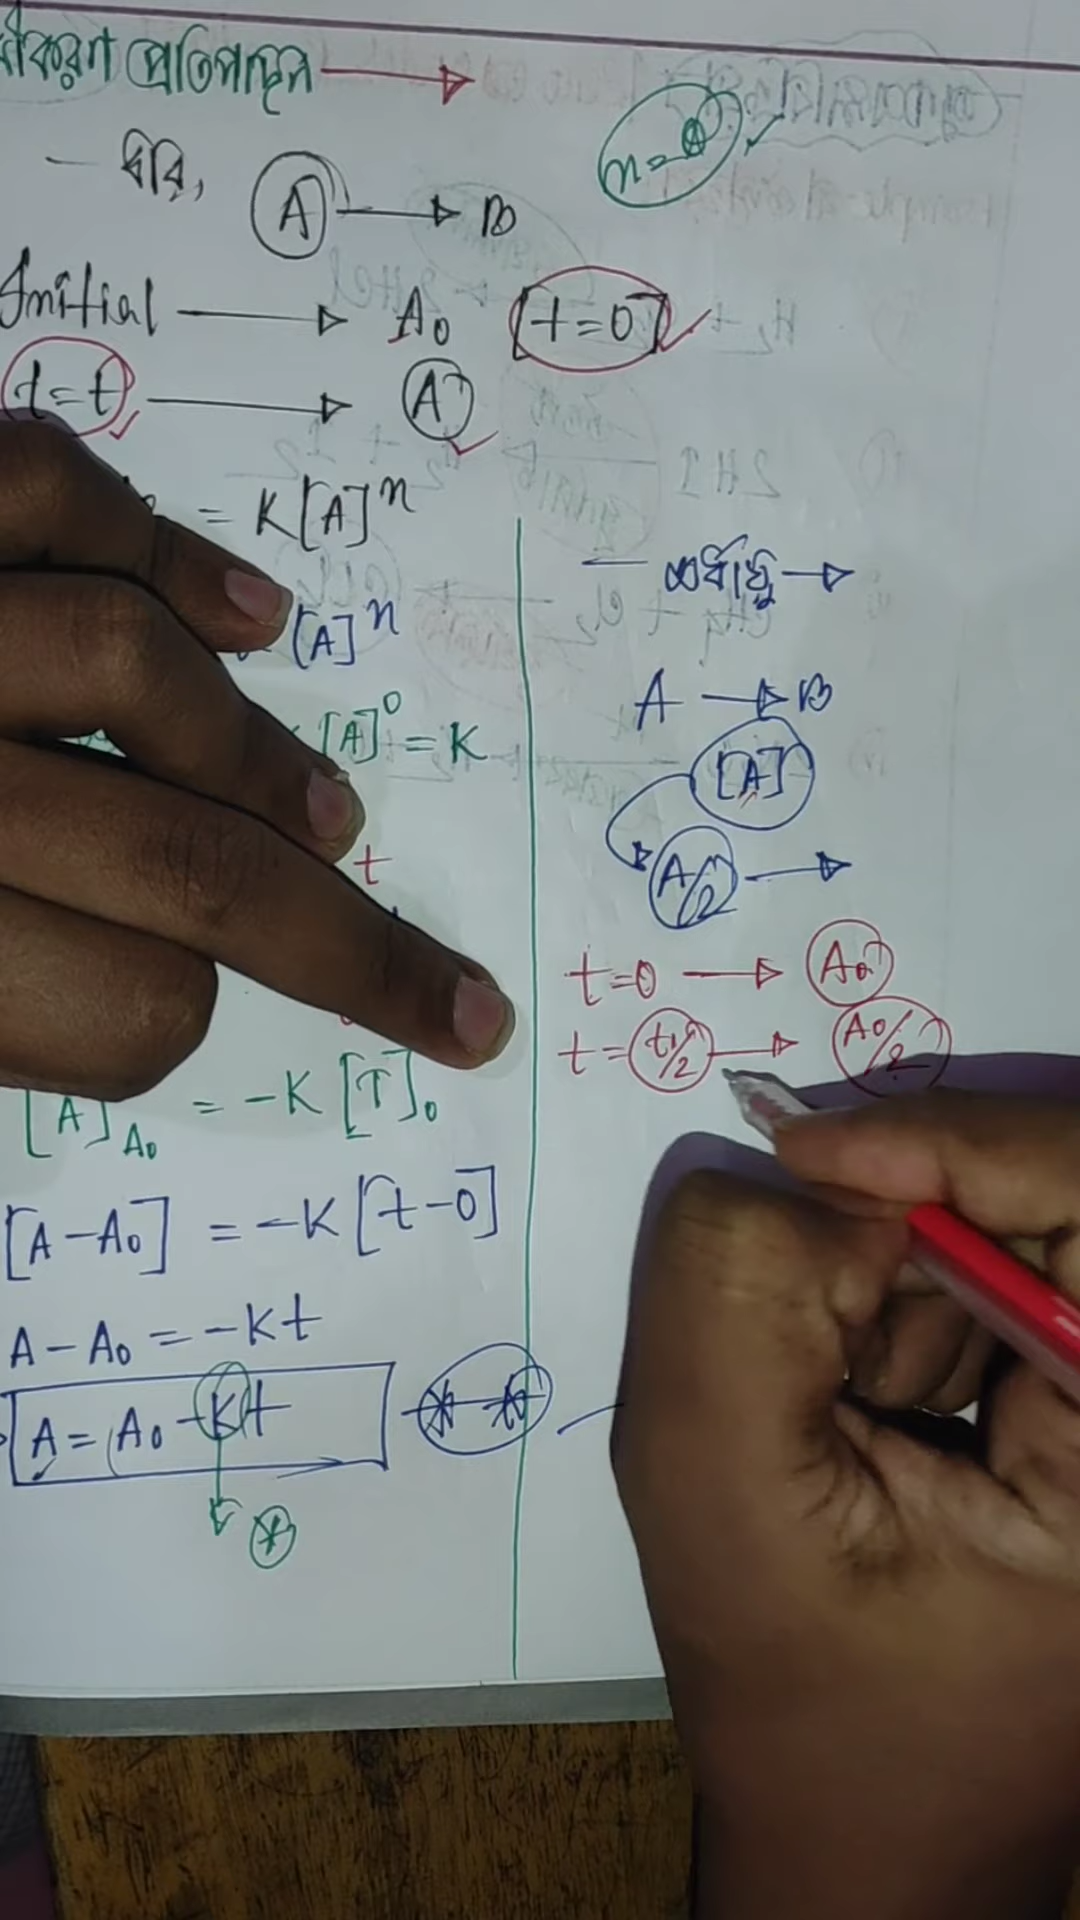 প্রতিপাদন →
— ধরি, A → B
n = 0 ✓
Initial → A₀ [t=0]
t=t → A
= K[A]ⁿ
[A]ⁿ
[A]⁰ = K
t
[A]A₀ = -K [T]₀
[A - A₀] = -K [t-0]
A - A₀ = -Kt
A = A₀ - Kt
A → B
[A]
A/2 →
t=0 → A₀
t = t1/2 → A₀/2